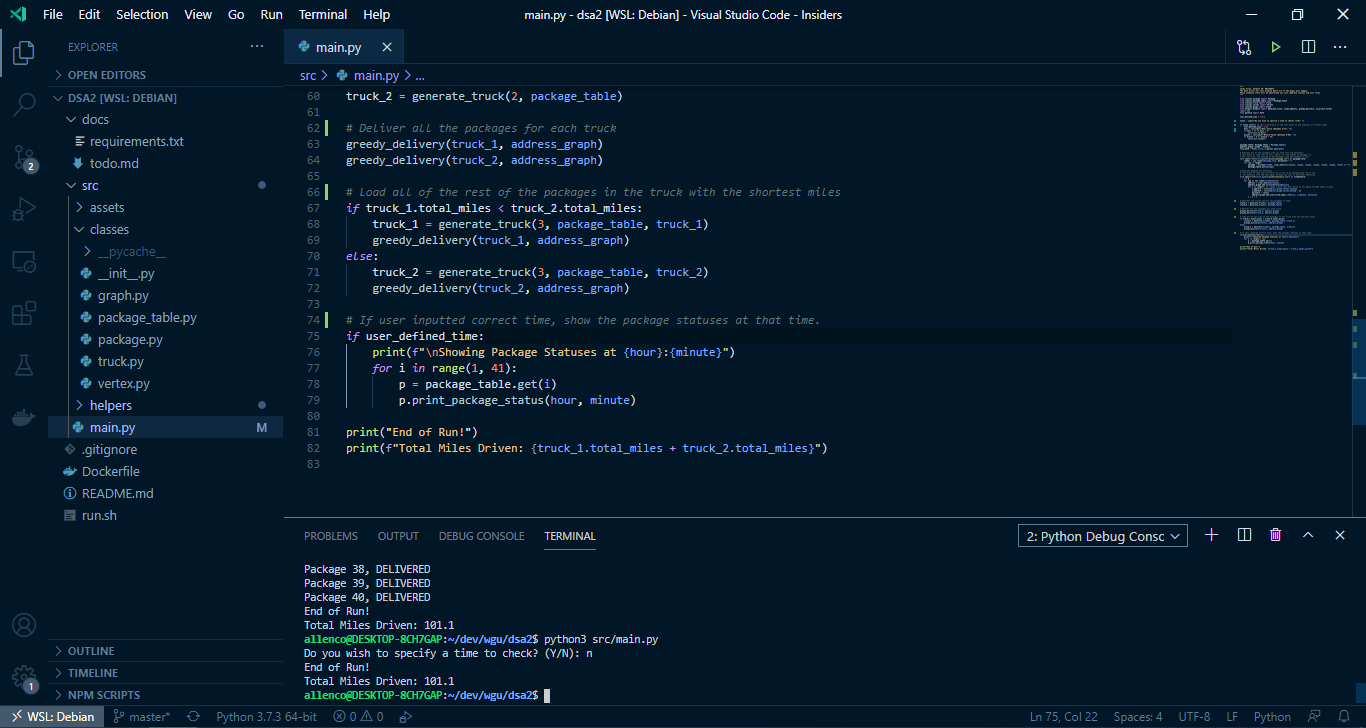 File Edit Selection View Go Run Terminal Help
main.py - dsa2 [WSL: Debian] - Visual Studio Code - Insiders
EXPLORER
OPEN EDITORS
DSA2 [WSL: DEBIAN]
docs
requirements.txt
todo.md
src
assets
classes
__pycache__
__init__.py
graph.py
package_table.py
package.py
truck.py
vertex.py
helpers
main.py M
.gitignore
Dockerfile
README.md
run.sh
OUTLINE
TIMELINE
NPM SCRIPTS
2
1
main.py
src > main.py > ...
60 truck_2 = generate_truck(2, package_table)
61
62 # Deliver all the packages for each truck
63 greedy_delivery(truck_1, address_graph)
64 greedy_delivery(truck_2, address_graph)
65
66 # Load all of the rest of the packages in the truck with the shortest miles
67 if truck_1.total_miles < truck_2.total_miles:
68     truck_1 = generate_truck(3, package_table, truck_1)
69     greedy_delivery(truck_1, address_graph)
70 else:
71     truck_2 = generate_truck(3, package_table, truck_2)
72     greedy_delivery(truck_2, address_graph)
73
74 # If user inputted correct time, show the package statuses at that time.
75 if user_defined_time:
76     print(f"\nShowing Package Statuses at {hour}:{minute}")
77     for i in range(1, 41):
78         p = package_table.get(i)
79         p.print_package_status(hour, minute)
80
81 print("End of Run!")
82 print(f"Total Miles Driven: {truck_1.total_miles + truck_2.total_miles}")
83
PROBLEMS OUTPUT DEBUG CONSOLE TERMINAL
2: Python Debug Consc
Package 38, DELIVERED
Package 39, DELIVERED
Package 40, DELIVERED
End of Run!
Total Miles Driven: 101.1
allenco@DESKTOP-8CH7GAP:~/dev/wgu/dsa2$ python3 src/main.py
Do you wish to specify a time to check? (Y/N): n
End of Run!
Total Miles Driven: 101.1
allenco@DESKTOP-8CH7GAP:~/dev/wgu/dsa2$
WSL: Debian master* Python 3.7.3 64-bit 0 0 Ln 75, Col 22 Spaces: 4 UTF-8 LF Python